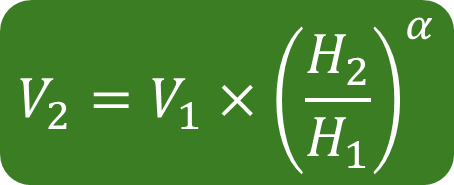 V₂ = V₁ × (H₂/H₁)^α